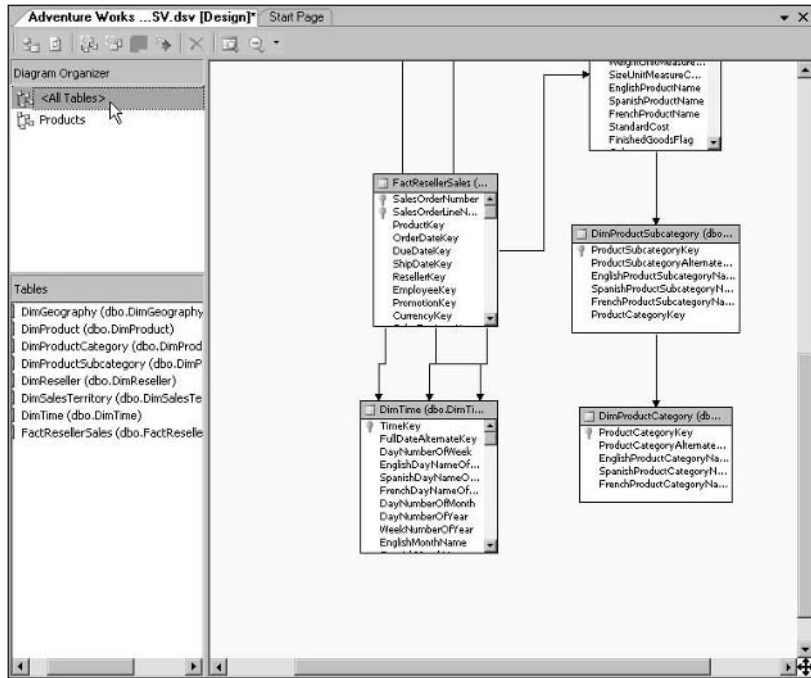 Adventure Works ...SV.dsv [Design]* Start Page
Diagram Organizer
<All Tables>
Products
Tables
DimGeography (dbo.DimGeography
DimProduct (dbo.DimProduct)
DimProductCategory (dbo.DimProd
DimProductSubcategory (dbo.DimP
DimReseller (dbo.DimReseller)
DimSalesTerritory (dbo.DimSalesTe
DimTime (dbo.DimTime)
FactResellerSales (dbo.FactReselle
WeightUnitMeasure...
SizeUnitMeasureC...
EnglishProductName
SpanishProductName
FrenchProductName
StandardCost
FinishedGoodsFlag
FactResellerSales (...
SalesOrderNumber
SalesOrderLineN...
ProductKey
OrderDateKey
DueDateKey
ShipDateKey
ResellerKey
EmployeeKey
PromotionKey
CurrencyKey
DimProductSubcategory (dbo...
ProductSubcategoryKey
ProductSubcategoryAlternate...
EnglishProductSubcategoryNa...
SpanishProductSubcategoryN...
FrenchProductSubcategoryNa...
ProductCategoryKey
DimTime (dbo.DimTi...
TimeKey
FullDateAlternateKey
DayNumberOfWeek
EnglishDayNameOf...
SpanishDayNameO...
FrenchDayNameOf...
DayNumberOfMonth
DayNumberOfYear
WeekNumberOfYear
EnglishMonthName
DimProductCategory (db...
ProductCategoryKey
ProductCategoryAlternate...
EnglishProductCategoryNa...
SpanishProductCategoryN...
FrenchProductCategoryNa...